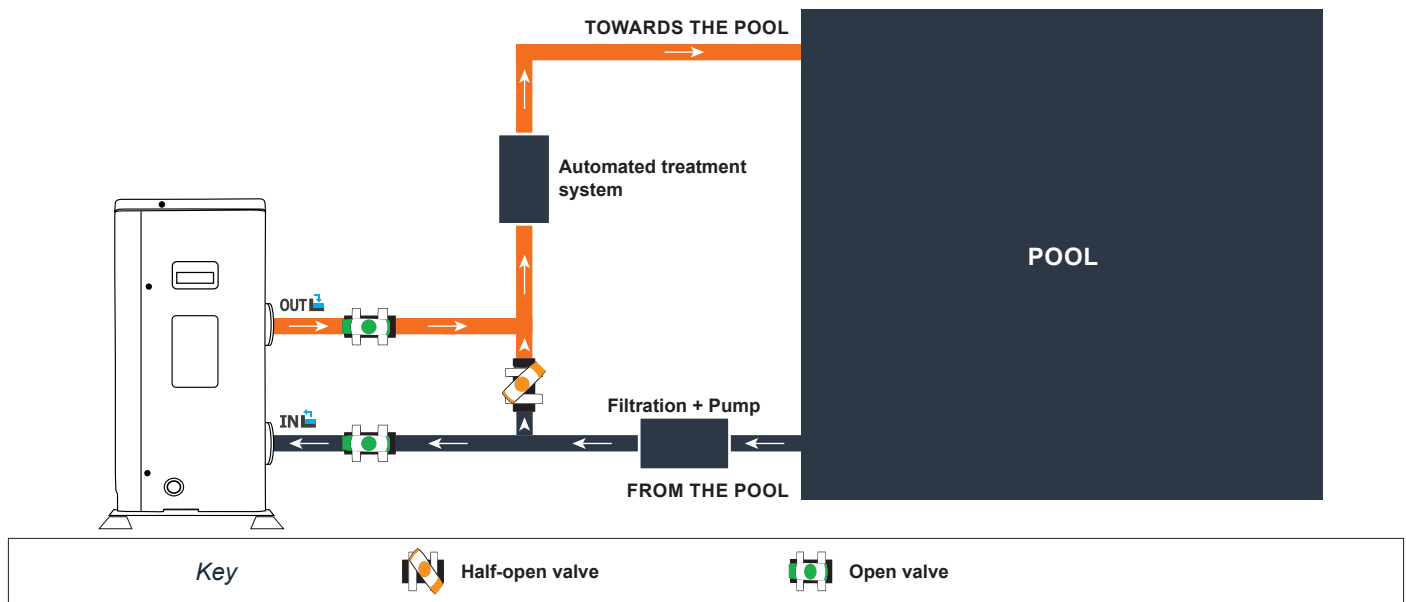 TOWARDS THE POOL
Automated treatment
system
POOL
OUT
IN
Filtration + Pump
FROM THE POOL
Key
Half-open valve
Open valve